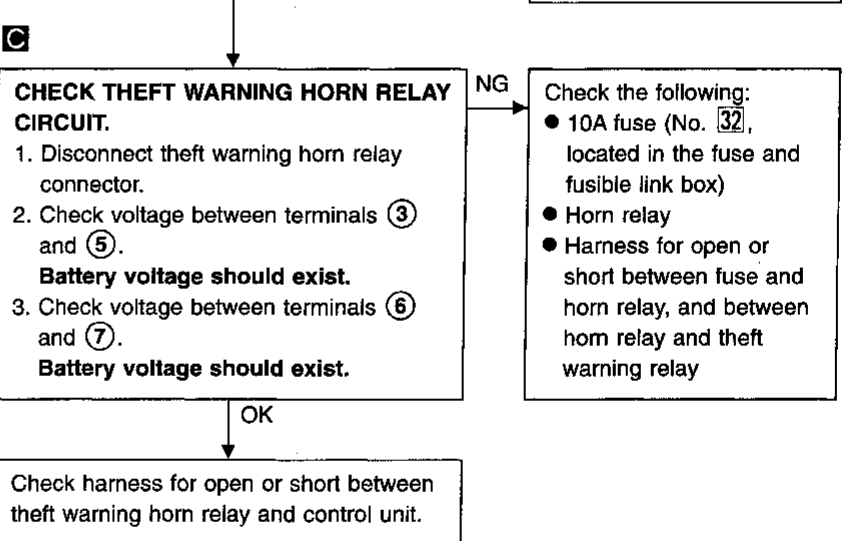 C
CHECK THEFT WARNING HORN RELAY
CIRCUIT.
1. Disconnect theft warning horn relay
connector.
2. Check voltage between terminals ③
and ⑤.
Battery voltage should exist.
3. Check voltage between terminals ⑥
and ⑦.
Battery voltage should exist.
NG
Check the following:
● 10A fuse (No. 32,
located in the fuse and
fusible link box)
● Horn relay
● Harness for open or
short between fuse and
horn relay, and between
horn relay and theft
warning relay
OK
Check harness for open or short between
theft warning horn relay and control unit.